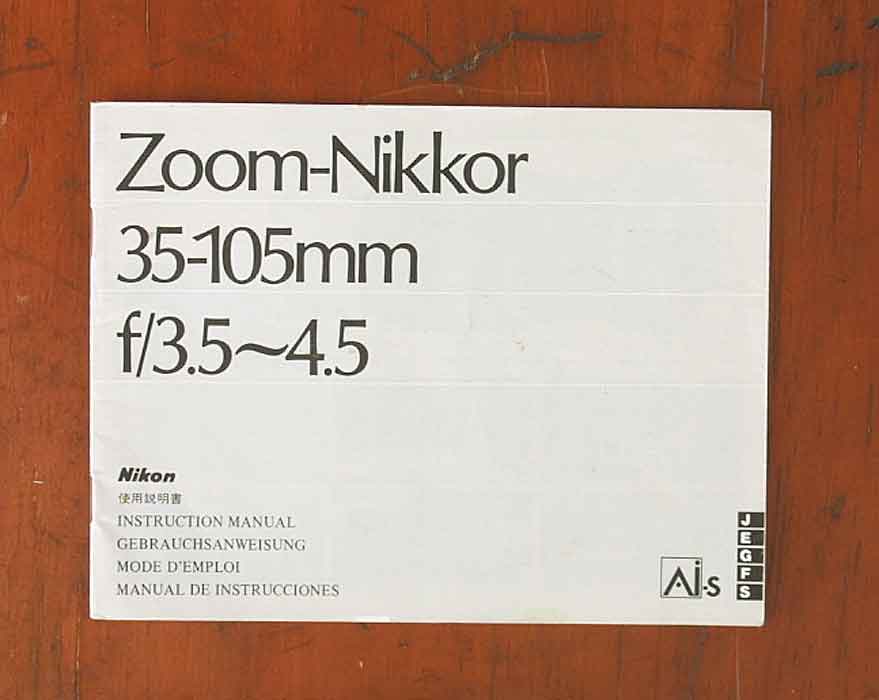 Zoom-Nikkor
35-105mm
f/3.5~4.5
Nikon
使用説明書
INSTRUCTION MANUAL
GEBRAUCHSANWEISUNG
MODE D'EMPLOI
MANUAL DE INSTRUCCIONES
Ai-s
J
E
G
F
S